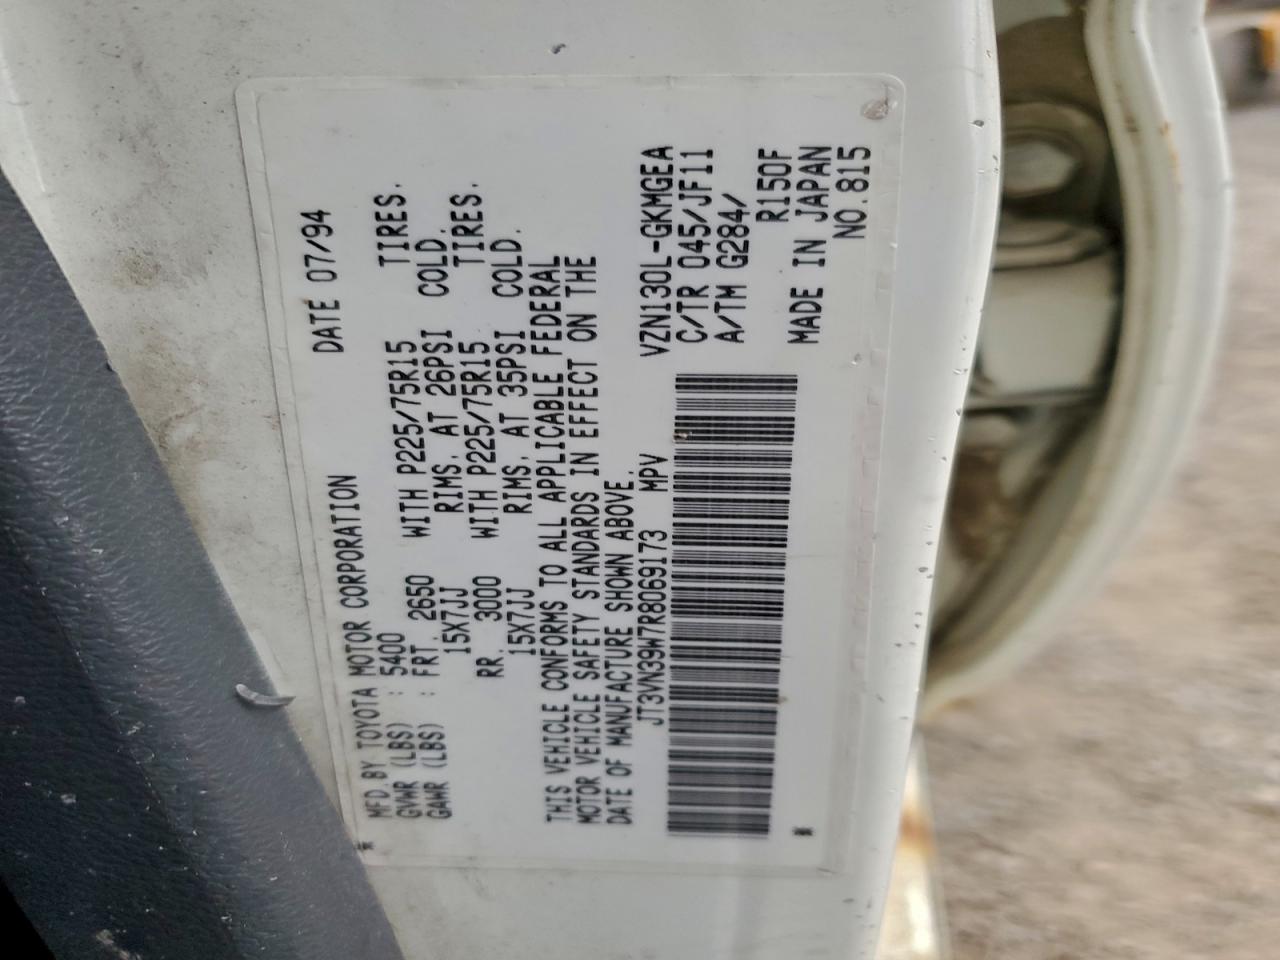 MFD. BY TOYOTA MOTOR CORPORATION DATE 07/94
GVWR (LBS) : 5400
GAWR (LBS) : FRT. 2650 WITH P225/75R15 TIRES.
15X7JJ RIMS. AT 26PSI COLD.
RR. 3000 WITH P225/75R15 TIRES.
15X7JJ RIMS. AT 35PSI COLD.
THIS VEHICLE CONFORMS TO ALL APPLICABLE FEDERAL
MOTOR VEHICLE SAFETY STANDARDS IN EFFECT ON THE
DATE OF MANUFACTURE SHOWN ABOVE.
JT3VN39W7R8069173 MPV VZN130L-GKMGEA
C/TR 045/JF11
A/TM G284/
R150F
MADE IN JAPAN
NO.815